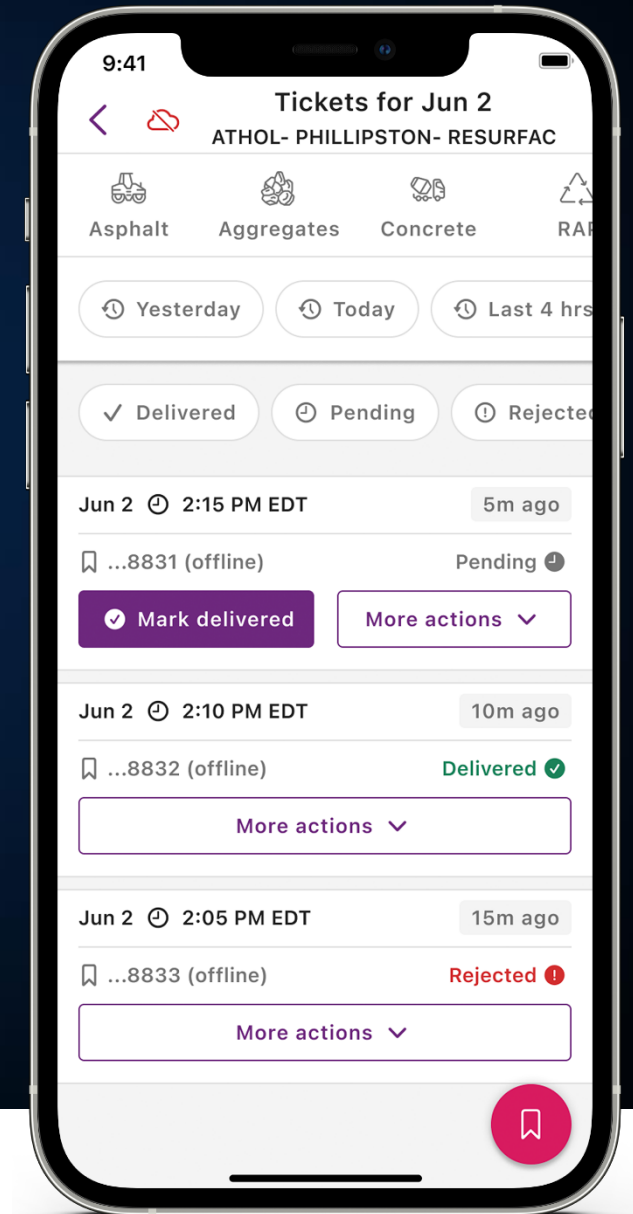 9:41
Tickets for Jun 2
ATHOL- PHILLIPSTON- RESURFAC
Asphalt Aggregates Concrete
Yesterday Today Last 4 hrs
Delivered Pending Rejected
Jun 2 2:15 PM EDT 5m ago
...8831 (offline) Pending
Mark delivered More actions
Jun 2 2:10 PM EDT 10m ago
...8832 (offline) Delivered
More actions
Jun 2 2:05 PM EDT 15m ago
...8833 (offline) Rejected
More actions